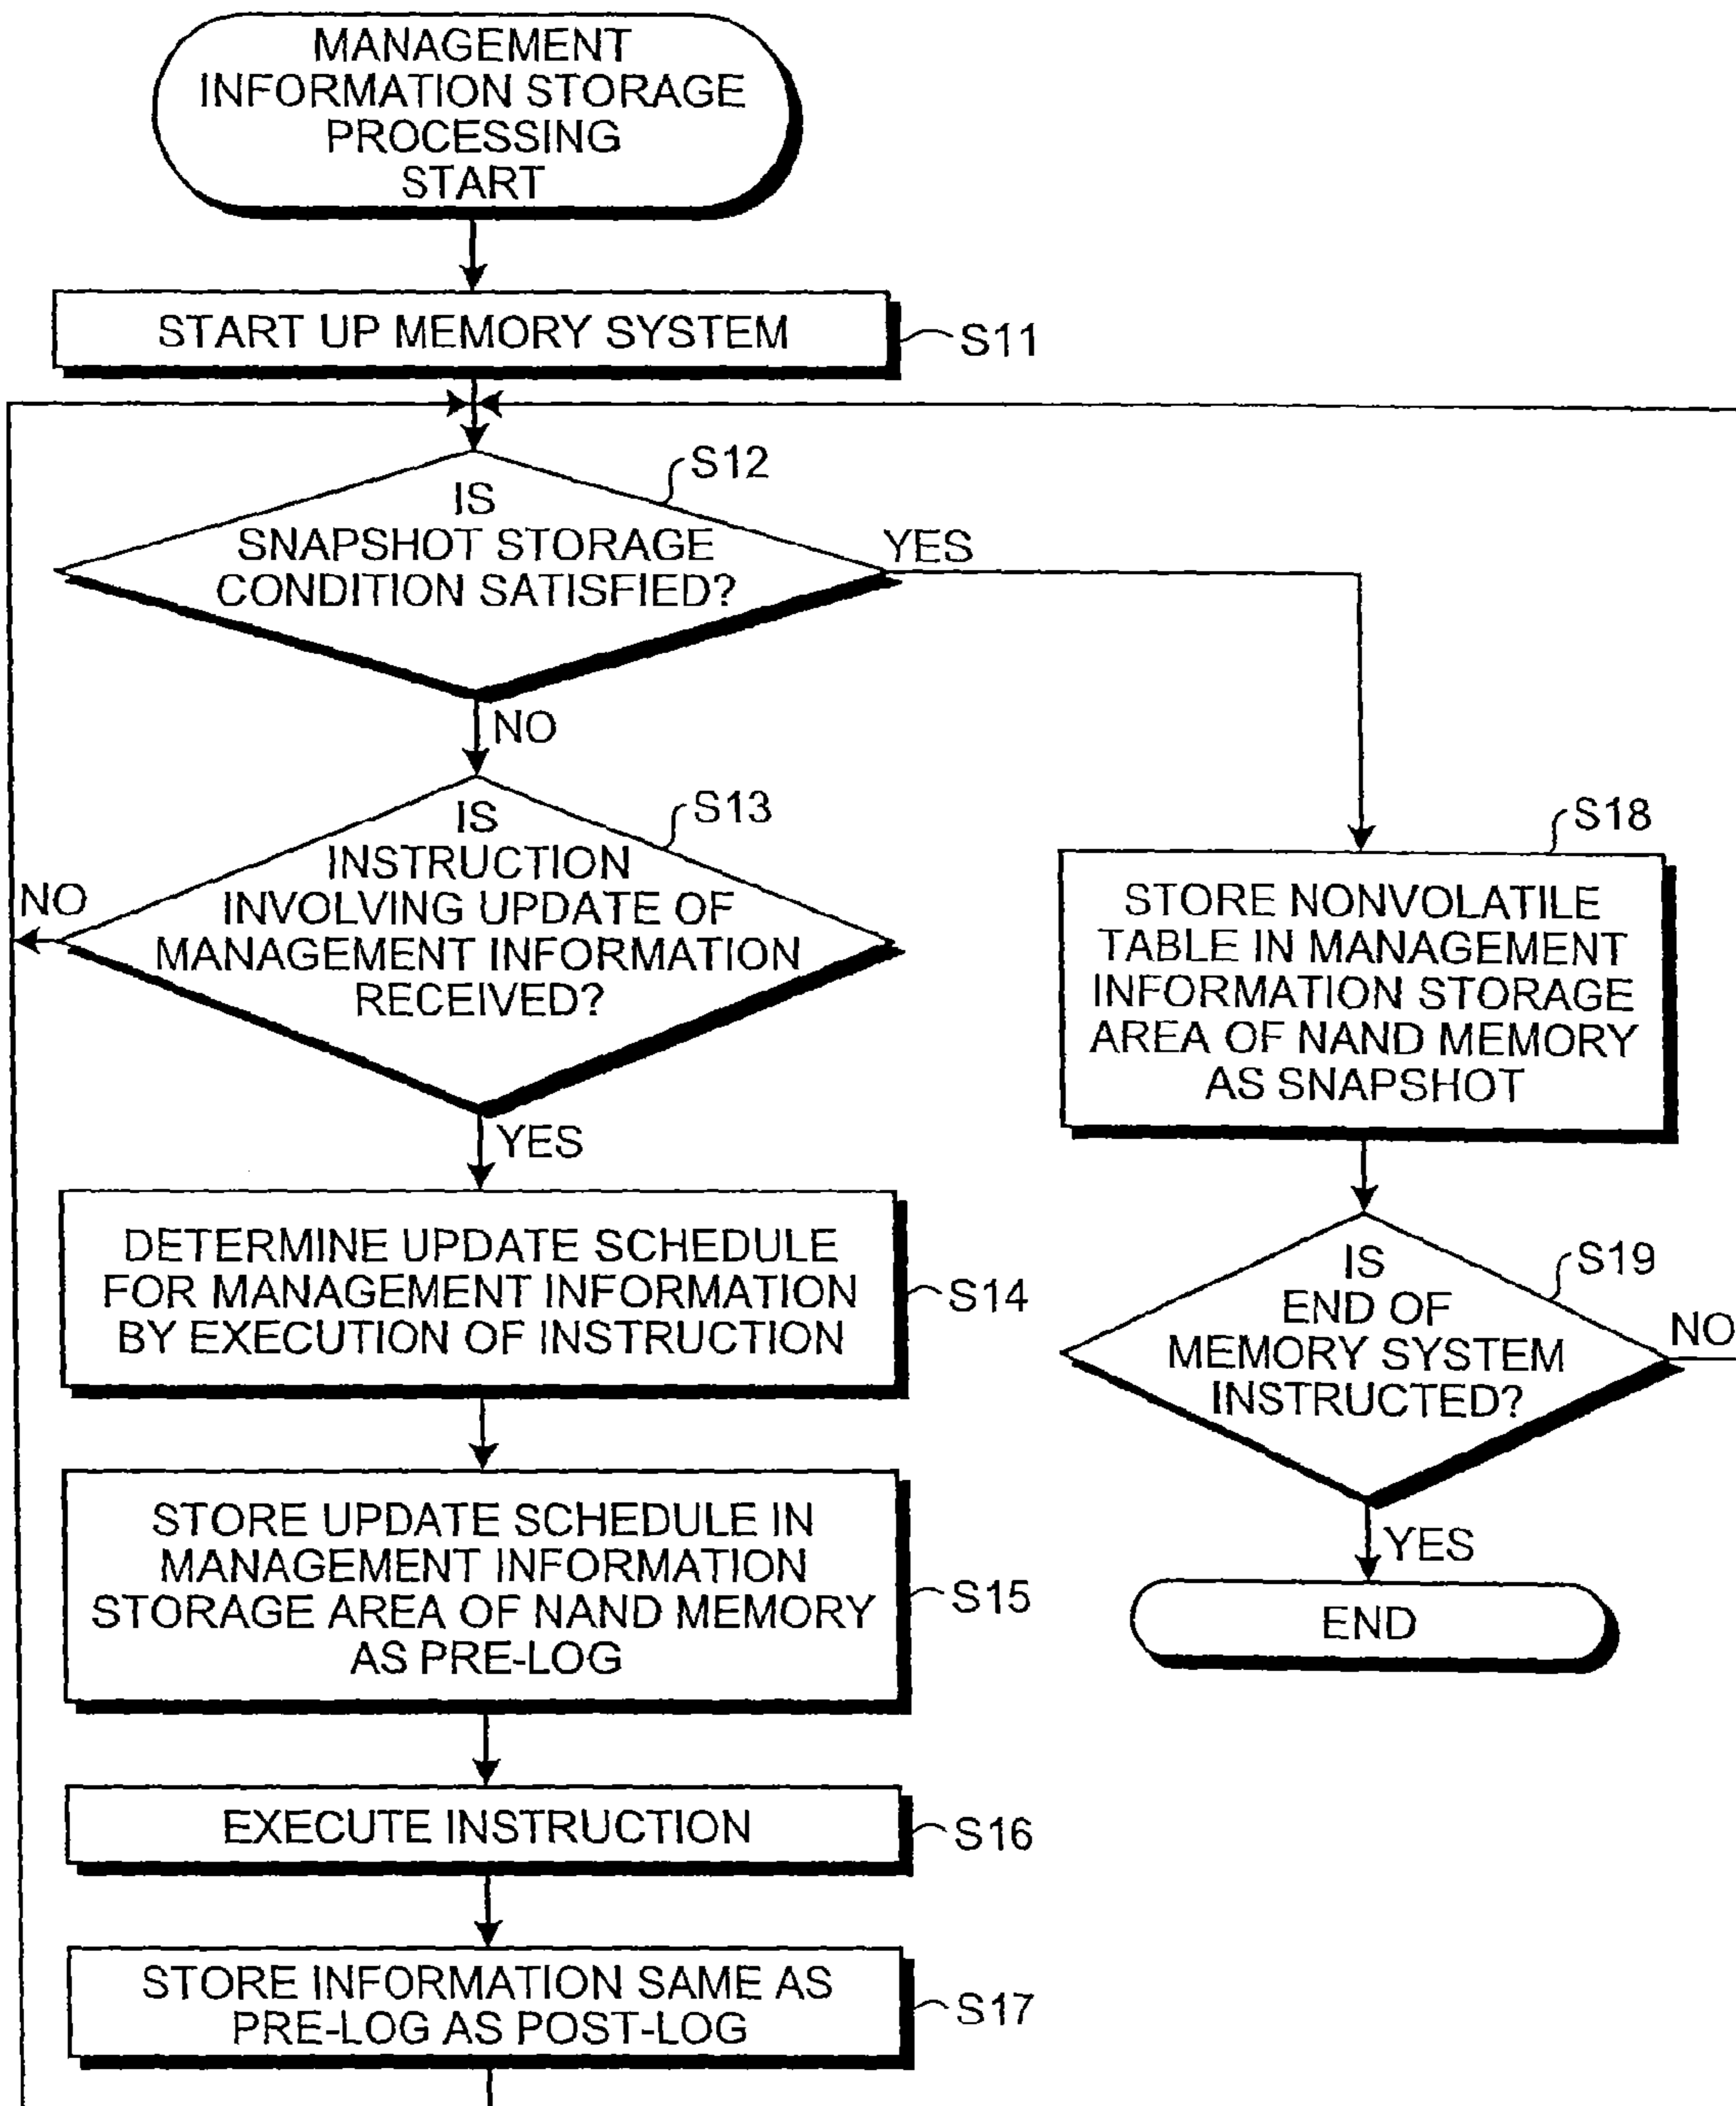 MANAGEMENT
INFORMATION STORAGE
PROCESSING
START
START UP MEMORY SYSTEM
S11
S12
IS
SNAPSHOT STORAGE
CONDITION SATISFIED?
YES
NO
S13
IS
INSTRUCTION
INVOLVING UPDATE OF
MANAGEMENT INFORMATION
RECEIVED?
NO
YES
DETERMINE UPDATE SCHEDULE
FOR MANAGEMENT INFORMATION
BY EXECUTION OF INSTRUCTION
S14
STORE UPDATE SCHEDULE IN
MANAGEMENT INFORMATION
STORAGE AREA OF NAND MEMORY
AS PRE-LOG
S15
EXECUTE INSTRUCTION
S16
STORE INFORMATION SAME AS
PRE-LOG AS POST-LOG
S17
S18
STORE NONVOLATILE
TABLE IN MANAGEMENT
INFORMATION STORAGE
AREA OF NAND MEMORY
AS SNAPSHOT
S19
IS
END OF
MEMORY SYSTEM
INSTRUCTED?
NO
YES
END